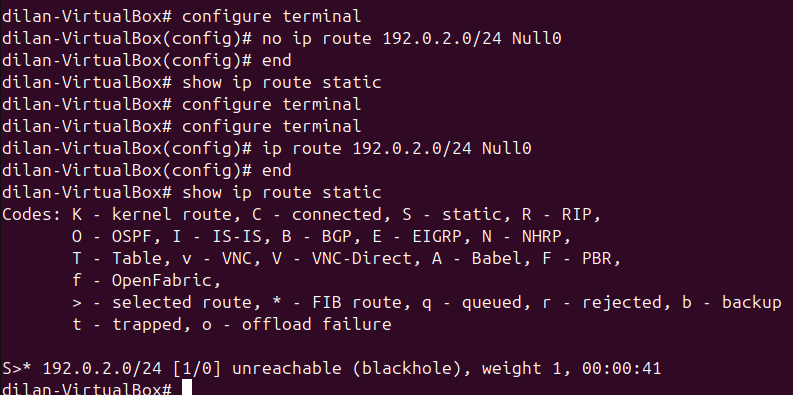 dilan-VirtualBox# configure terminal
dilan-VirtualBox(config)# no ip route 192.0.2.0/24 Null0
dilan-VirtualBox(config)# end
dilan-VirtualBox# show ip route static
dilan-VirtualBox# configure terminal
dilan-VirtualBox# configure terminal
dilan-VirtualBox(config)# ip route 192.0.2.0/24 Null0
dilan-VirtualBox(config)# end
dilan-VirtualBox# show ip route static
Codes: K - kernel route, C - connected, S - static, R - RIP,
       O - OSPF, I - IS-IS, B - BGP, E - EIGRP, N - NHRP,
       T - Table, v - VNC, V - VNC-Direct, A - Babel, F - PBR,
       f - OpenFabric,
       > - selected route, * - FIB route, q - queued, r - rejected, b - backup
       t - trapped, o - offload failure

S>* 192.0.2.0/24 [1/0] unreachable (blackhole), weight 1, 00:00:41
dilan-VirtualBox#